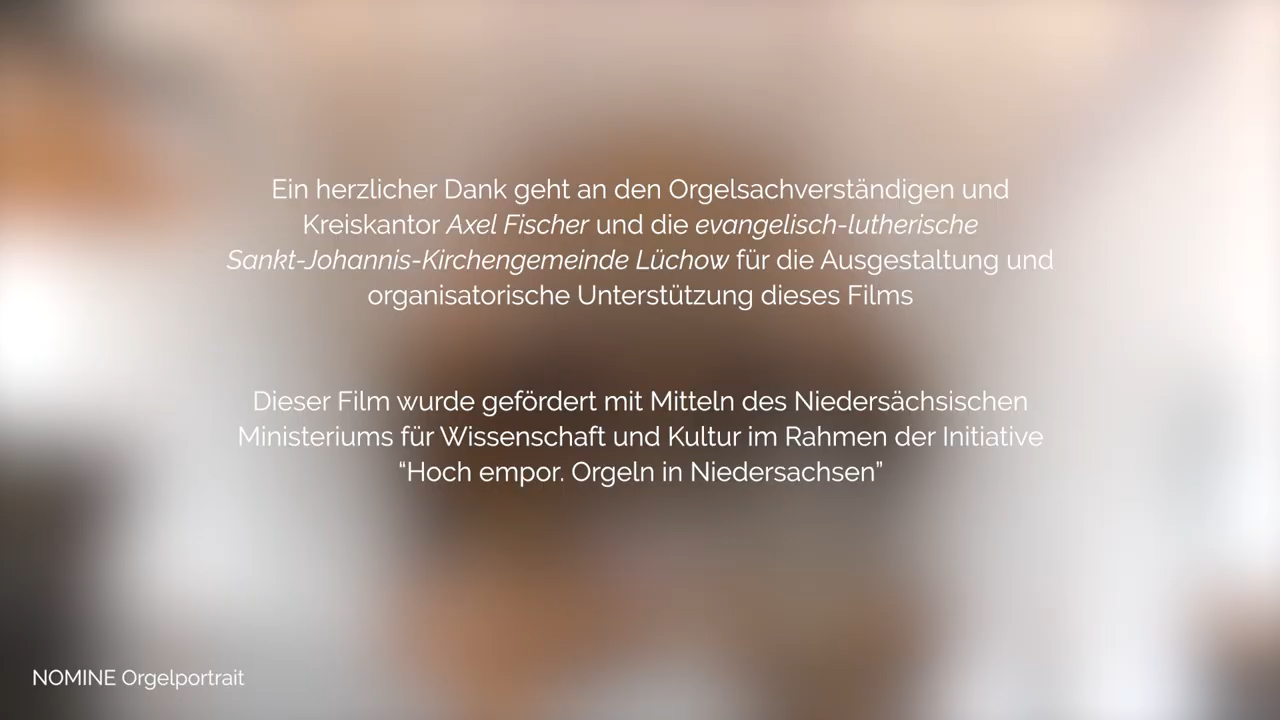 Ein herzlicher Dank geht an den Orgelsachverständigen und
Kreiskantor Axel Fischer und die evangelisch-lutherische
Sankt-Johannis-Kirchengemeinde Lüchow für die Ausgestaltung und
organisatorische Unterstützung dieses Films
Dieser Film wurde gefördert mit Mitteln des Niedersächsischen
Ministeriums für Wissenschaft und Kultur im Rahmen der Initiative
“Hoch empor. Orgeln in Niedersachsen”
NOMINE Orgelportrait